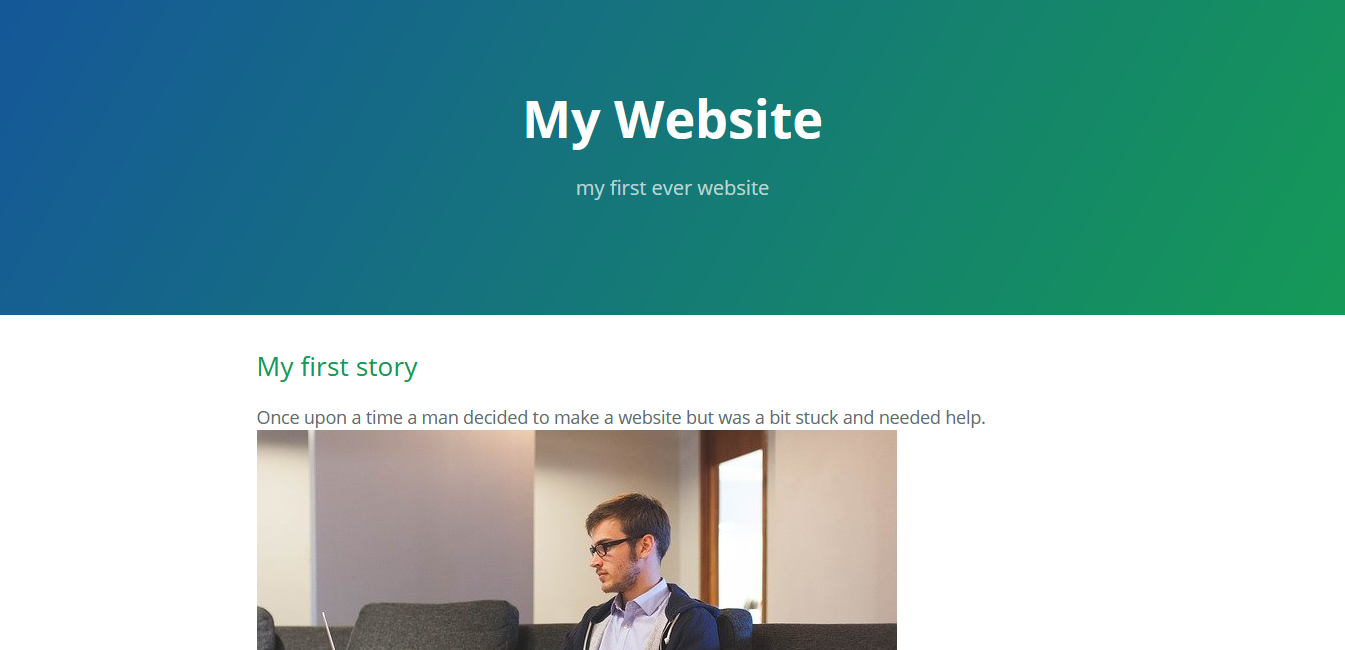 My Website
my first ever website
My first story
Once upon a time a man decided to make a website but was a bit stuck and needed help.